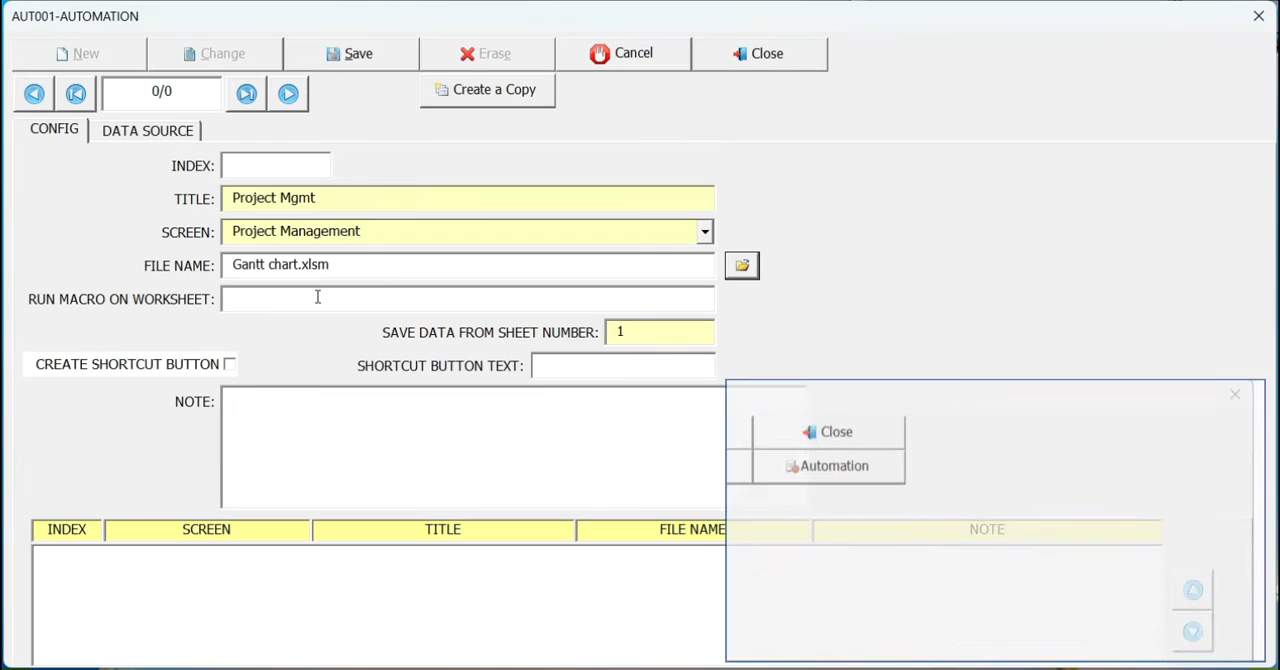 AUT001-AUTOMATION
New Change Save Erase Cancel Close
0/0 Create a Copy
CONFIG DATA SOURCE
INDEX:
TITLE: Project Mgmt
SCREEN: Project Management
FILE NAME: Gantt chart.xlsm
RUN MACRO ON WORKSHEET:
SAVE DATA FROM SHEET NUMBER: 1
CREATE SHORTCUT BUTTON SHORTCUT BUTTON TEXT:
NOTE:
Close
Automation
INDEX SCREEN TITLE FILE NAME NOTE